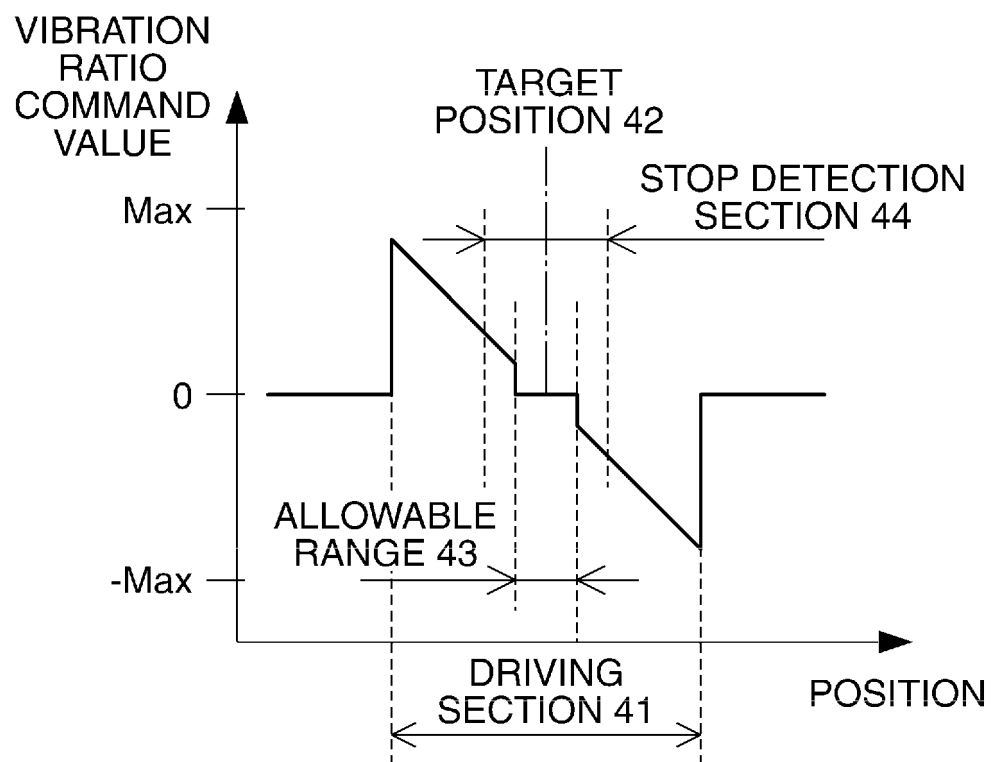 VIBRATION
RATIO
COMMAND
VALUE
TARGET
POSITION 42
STOP DETECTION
SECTION 44
Max
0
ALLOWABLE
RANGE 43
-Max
DRIVING
SECTION 41
POSITION